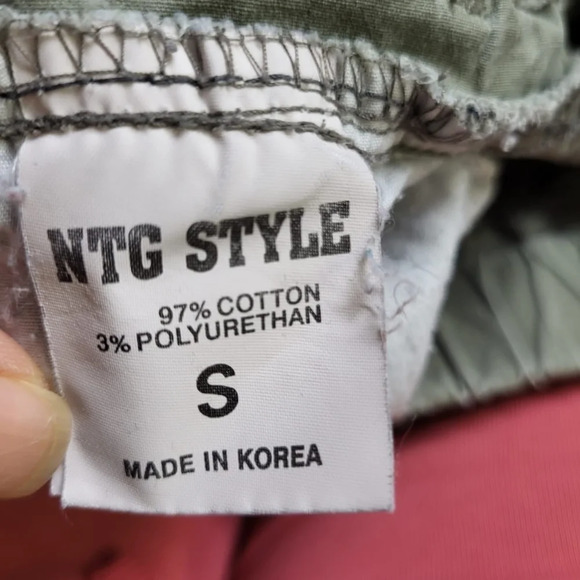 NTG STYLE
97% COTTON
3% POLYURETHAN
S
MADE IN KOREA